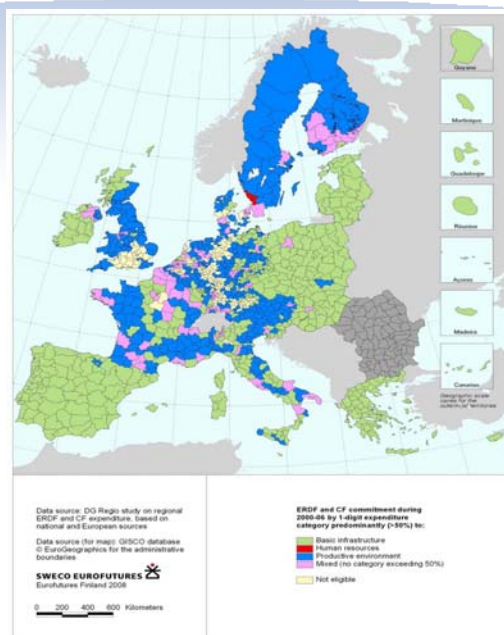 Guyane
Martinique
Guadeloupe
Réunion
Açores
Madeira
Canarias
Geographic scale
varies for the
outermost territories
Data source: DG Regio study on regional
ERDF and CF expenditure, based on
national and European sources
Data source (for map): GISCO database
© EuroGeographics for the administrative
boundaries
SWECO EUROFUTURES
Eurofutures Finland 2008
0 200 400 600 Kilometers
ERDF and CF commitment during
2000-06 by 1-digit expenditure
category predominantly (>50%) to:
Basic infrastructure
Human resources
Productive environment
Mixed (no category exceeding 50%)
Not eligible